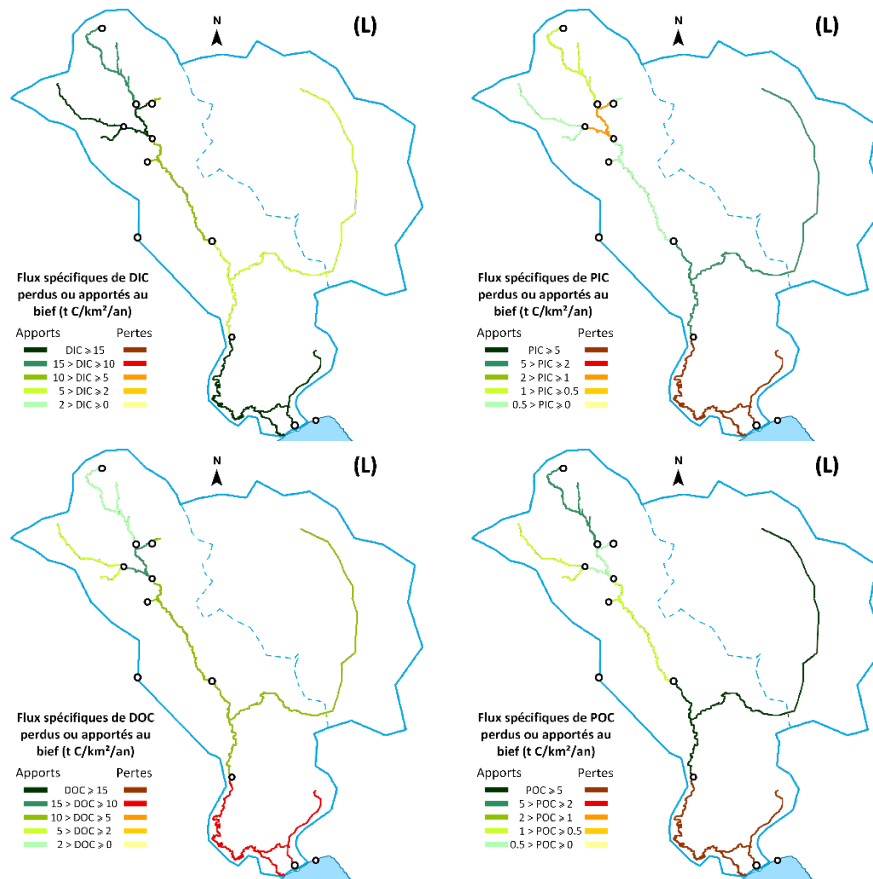 N
(L)
Flux spécifiques de DIC
perdus ou apportés au
bief (t C/km²/an)
Apports Pertes
DIC ⩾ 15
15 > DIC ⩾ 10
10 > DIC ⩾ 5
5 > DIC ⩾ 2
2 > DIC ⩾ 0
N
(L)
Flux spécifiques de PIC
perdus ou apportés au
bief (t C/km²/an)
Apports Pertes
PIC ⩾ 5
5 > PIC ⩾ 2
2 > PIC ⩾ 1
1 > PIC ⩾ 0.5
0.5 > PIC ⩾ 0
N
(L)
Flux spécifiques de DOC
perdus ou apportés au
bief (t C/km²/an)
Apports Pertes
DOC ⩾ 15
15 > DOC ⩾ 10
10 > DOC ⩾ 5
5 > DOC ⩾ 2
2 > DOC ⩾ 0
N
(L)
Flux spécifiques de POC
perdus ou apportés au
bief (t C/km²/an)
Apports Pertes
POC ⩾ 5
5 > POC ⩾ 2
2 > POC ⩾ 1
1 > POC ⩾ 0.5
0.5 > POC ⩾ 0